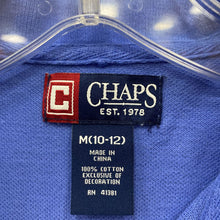 C CHAPS
EST. 1978
M(10-12)
MADE IN
CHINA
100% COTTON
EXCLUSIVE OF
DECORATION
RN 41381